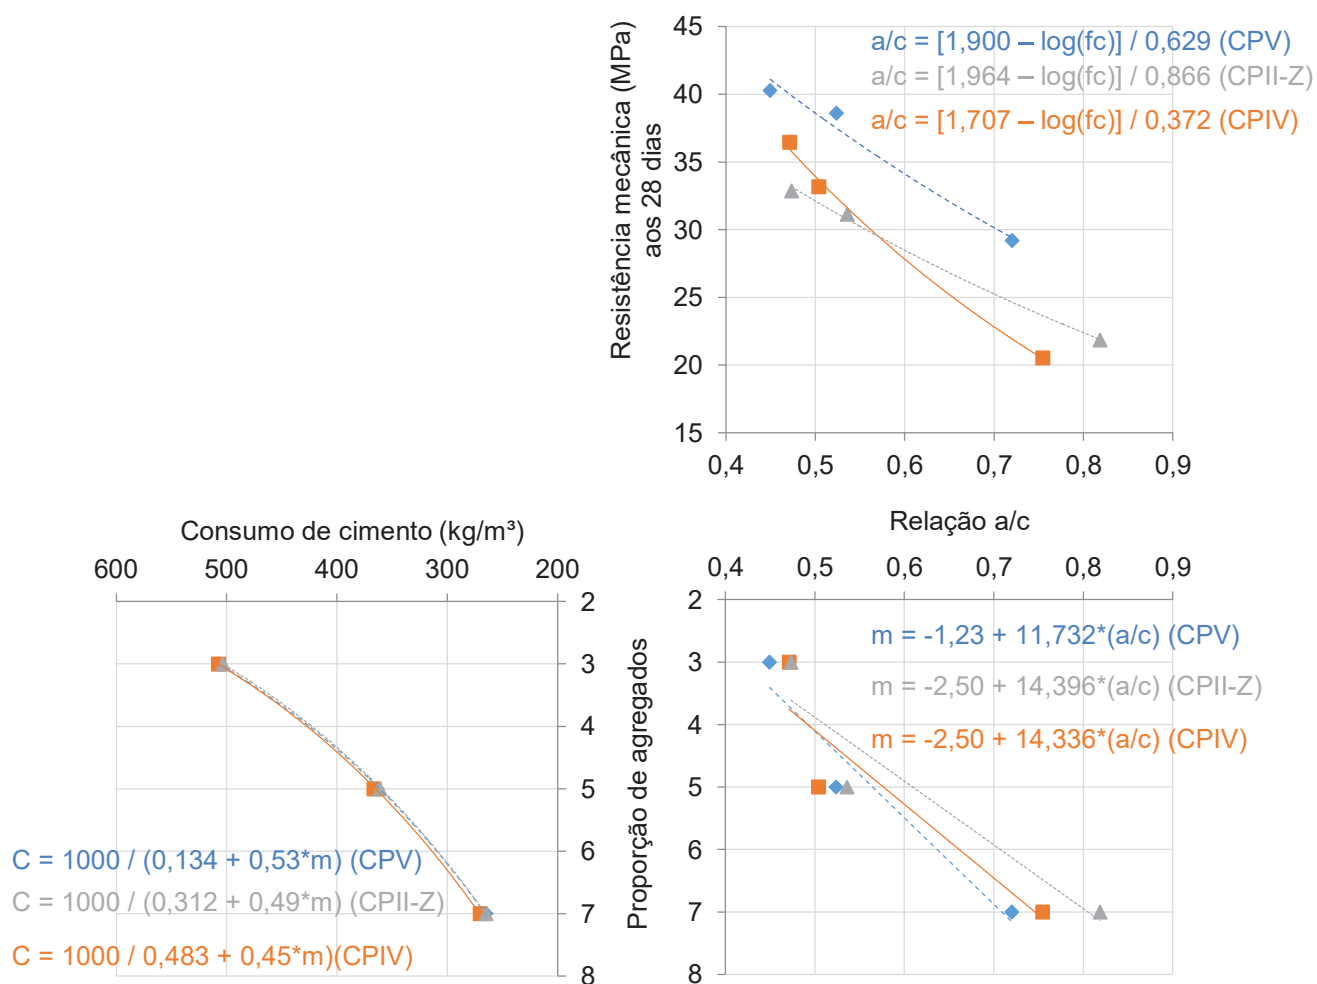 Resistência mecânica (MPa)
aos 28 dias
45
40
35
30
25
20
15
a/c = [1,900 – log(fc)] / 0,629 (CPV)
a/c = [1,964 – log(fc)] / 0,866 (CPII-Z)
a/c = [1,707 – log(fc)] / 0,372 (CPIV)
0,4 0,5 0,6 0,7 0,8 0,9
Relação a/c
Consumo de cimento (kg/m³)
600 500 400 300 200
2
3
4
5
6
7
8
C = 1000 / (0,134 + 0,53*m) (CPV)
C = 1000 / (0,312 + 0,49*m) (CPII-Z)
C = 1000 / 0,483 + 0,45*m)(CPIV)
0,4 0,5 0,6 0,7 0,8 0,9
Proporção de agregados
2
3
4
5
6
7
8
m = -1,23 + 11,732*(a/c) (CPV)
m = -2,50 + 14,396*(a/c) (CPII-Z)
m = -2,50 + 14,336*(a/c) (CPIV)